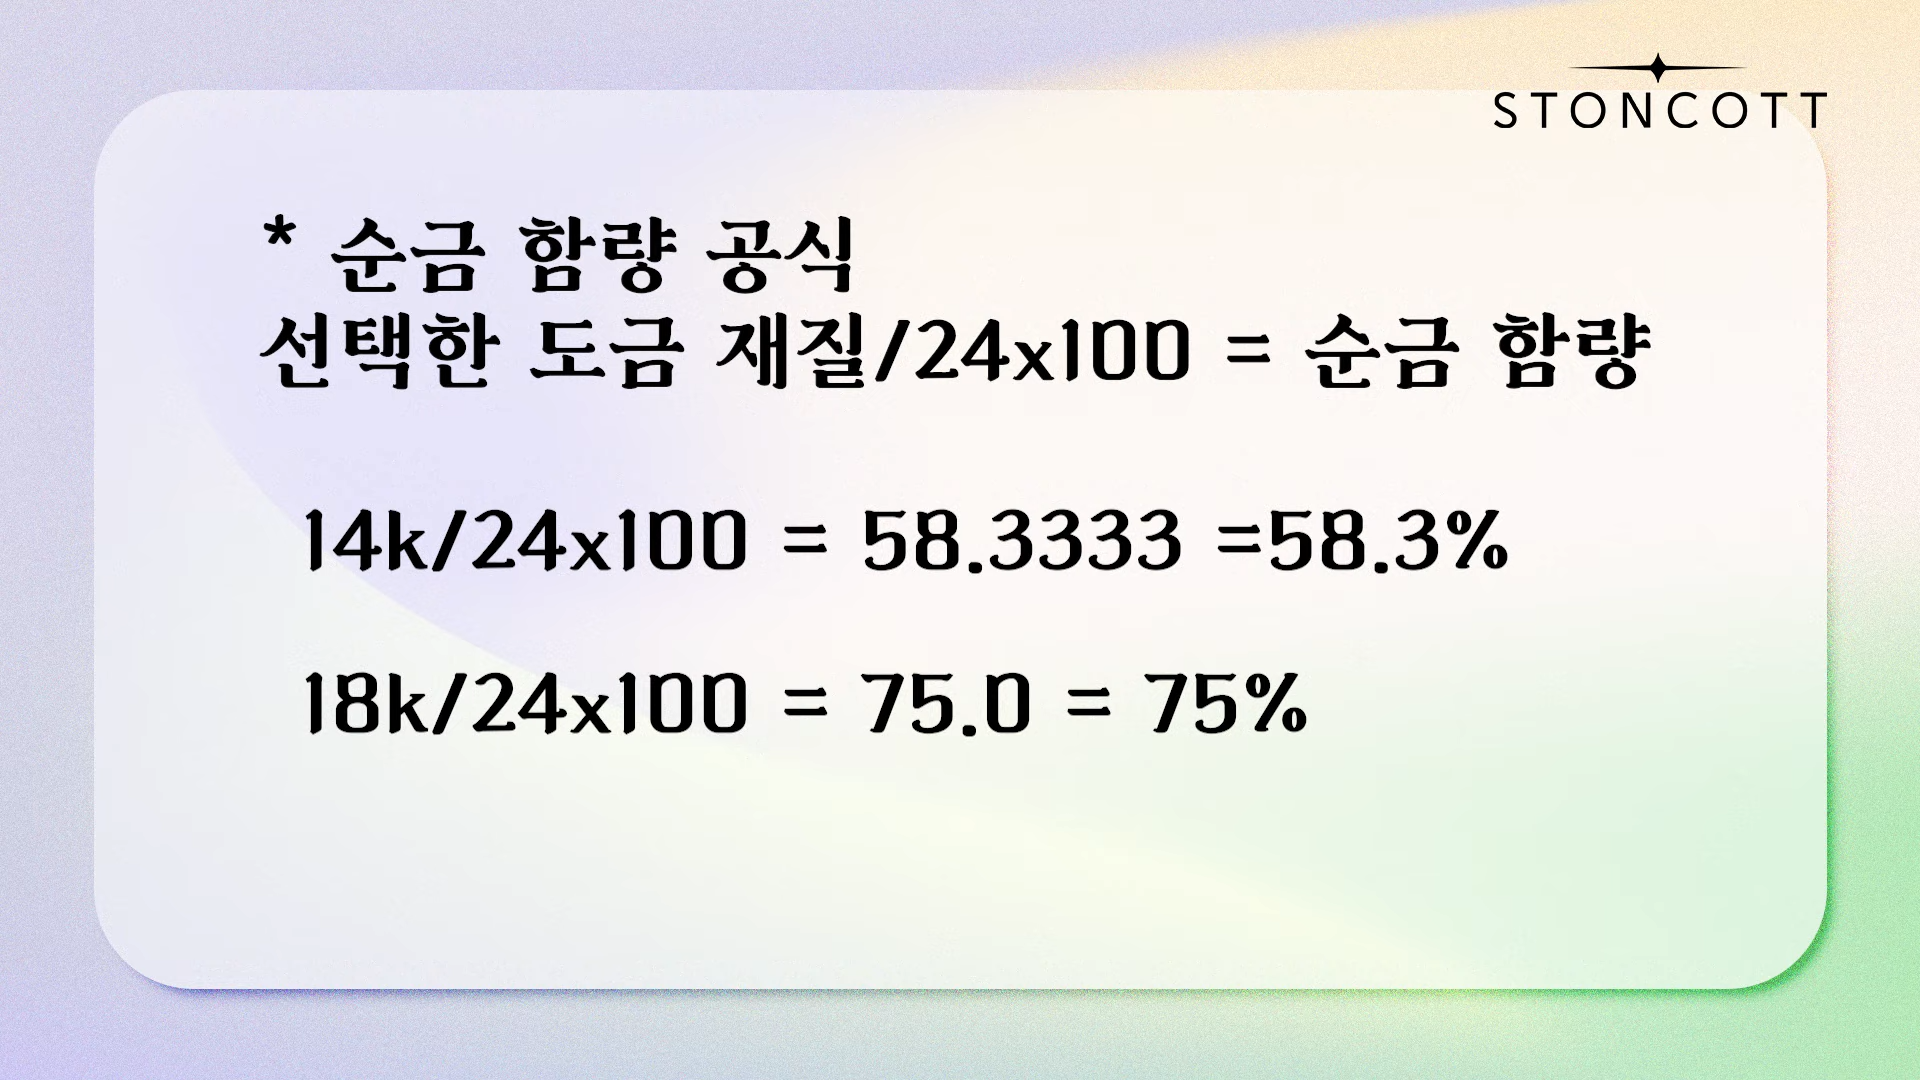 STONCOTT
* 순금 함량 공식
선택한 도금 재질/24x100 = 순금 함량
14k/24x100 = 58.3333 =58.3%
18k/24x100 = 75.0 = 75%